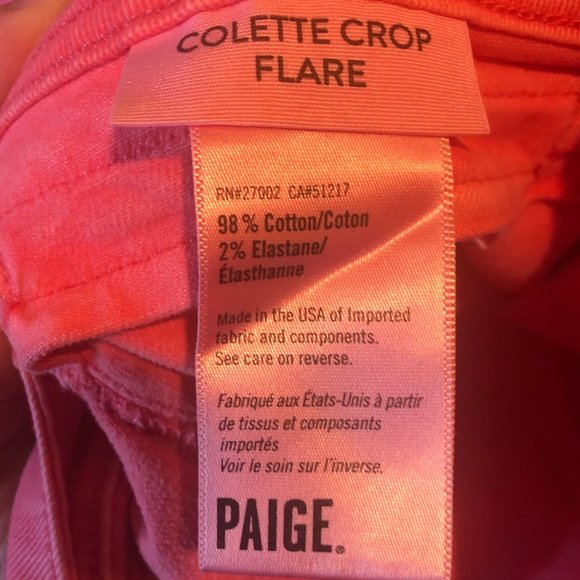 COLETTE CROP
FLARE
RN#27002 CA#51217
98% Cotton/Coton
2% Elastane/
Élasthanne
Made in the USA of Imported
fabric and components.
See care on reverse.
Fabriqué aux États-Unis à partir
de tissus et composants
importés
Voir le soin sur l'inverse.
PAIGE.